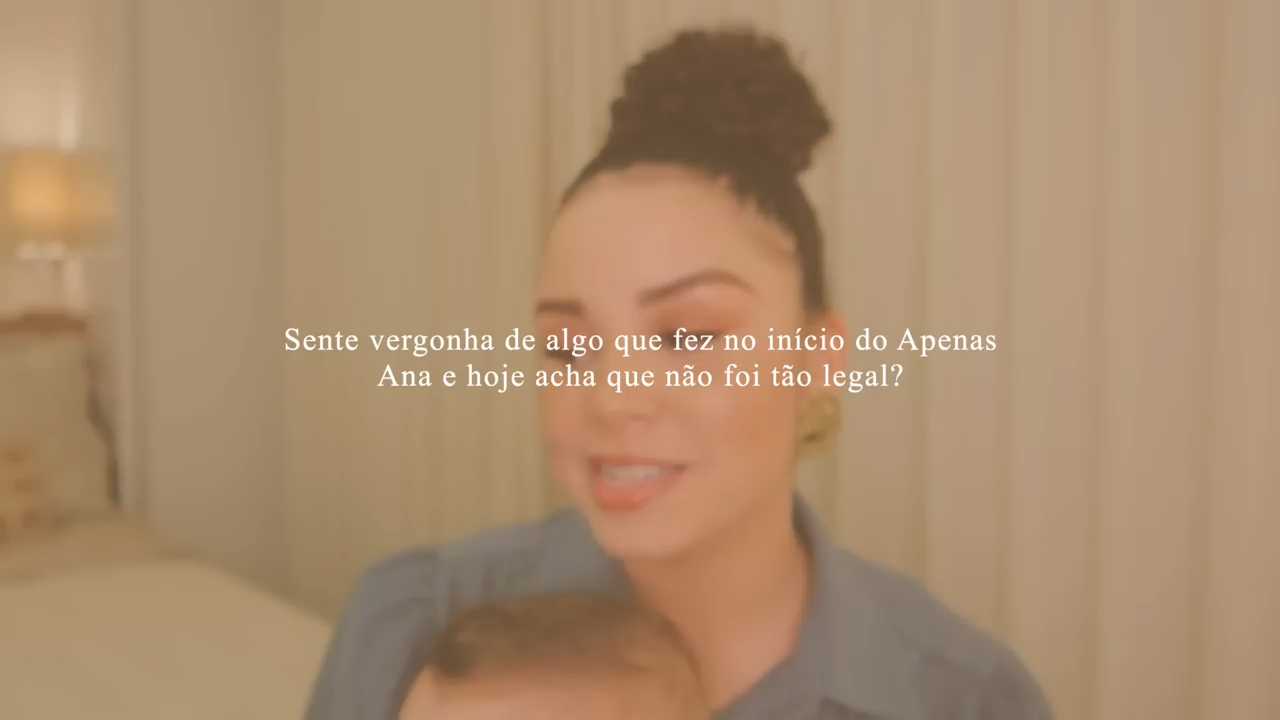 Sente vergonha de algo que fez no início do Apenas
Ana e hoje acha que não foi tão legal?